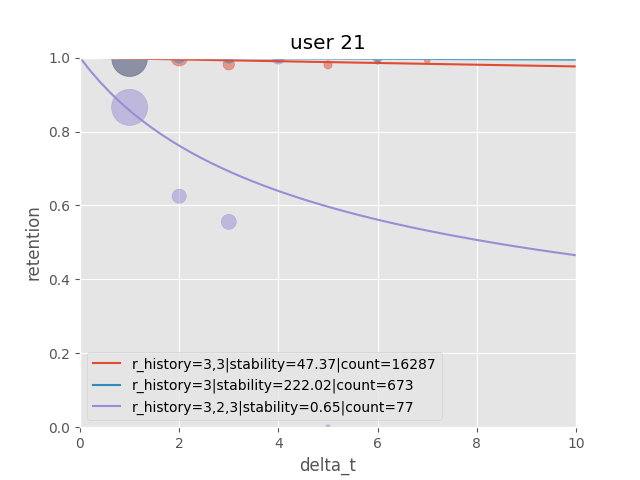 user 21
1.0
0.8
0.6
0.4
0.2
0.0
retention
r_history=3,3|stability=47.37|count=16287
r_history=3|stability=222.02|count=673
r_history=3,2,3|stability=0.65|count=77
0 2 4 6 8 10
delta_t